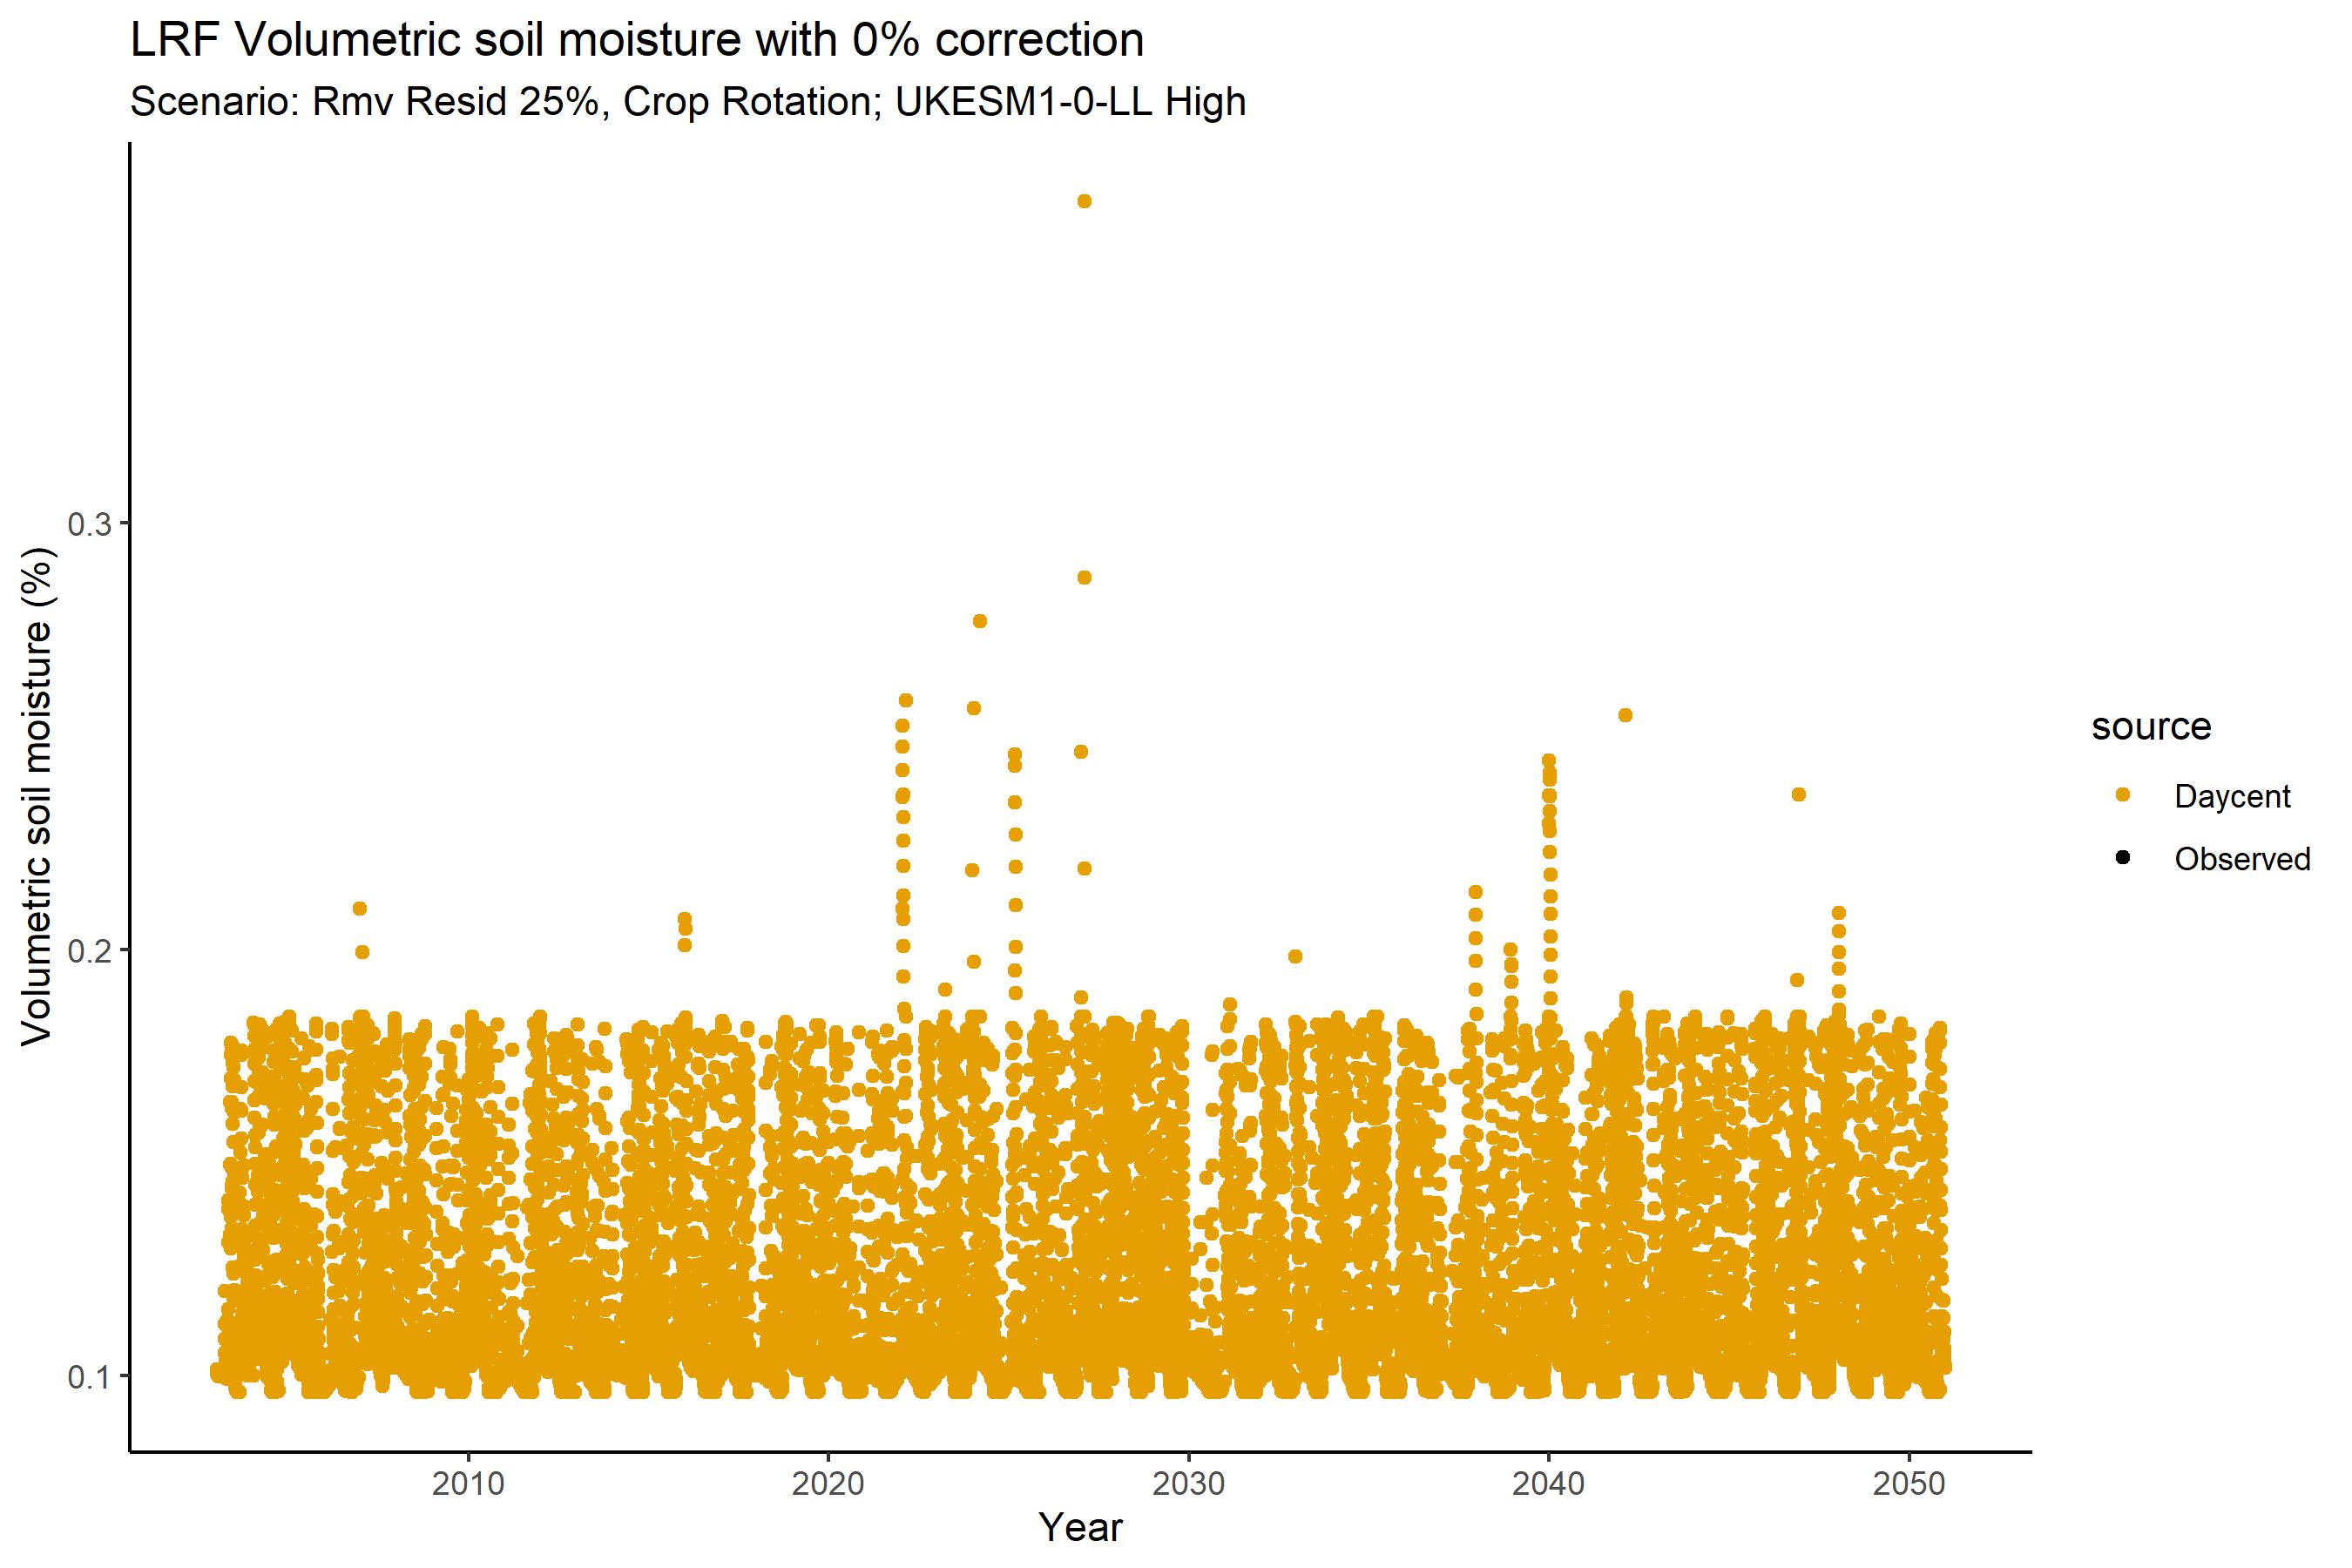 LRF Volumetric soil moisture with 0% correction
Scenario: Rmv Resid 25%, Crop Rotation; UKESM1-0-LL High
Volumetric soil moisture (%)
0.3
0.2
0.1
2010
2020
2030
2040
2050
Year
source
Daycent
Observed